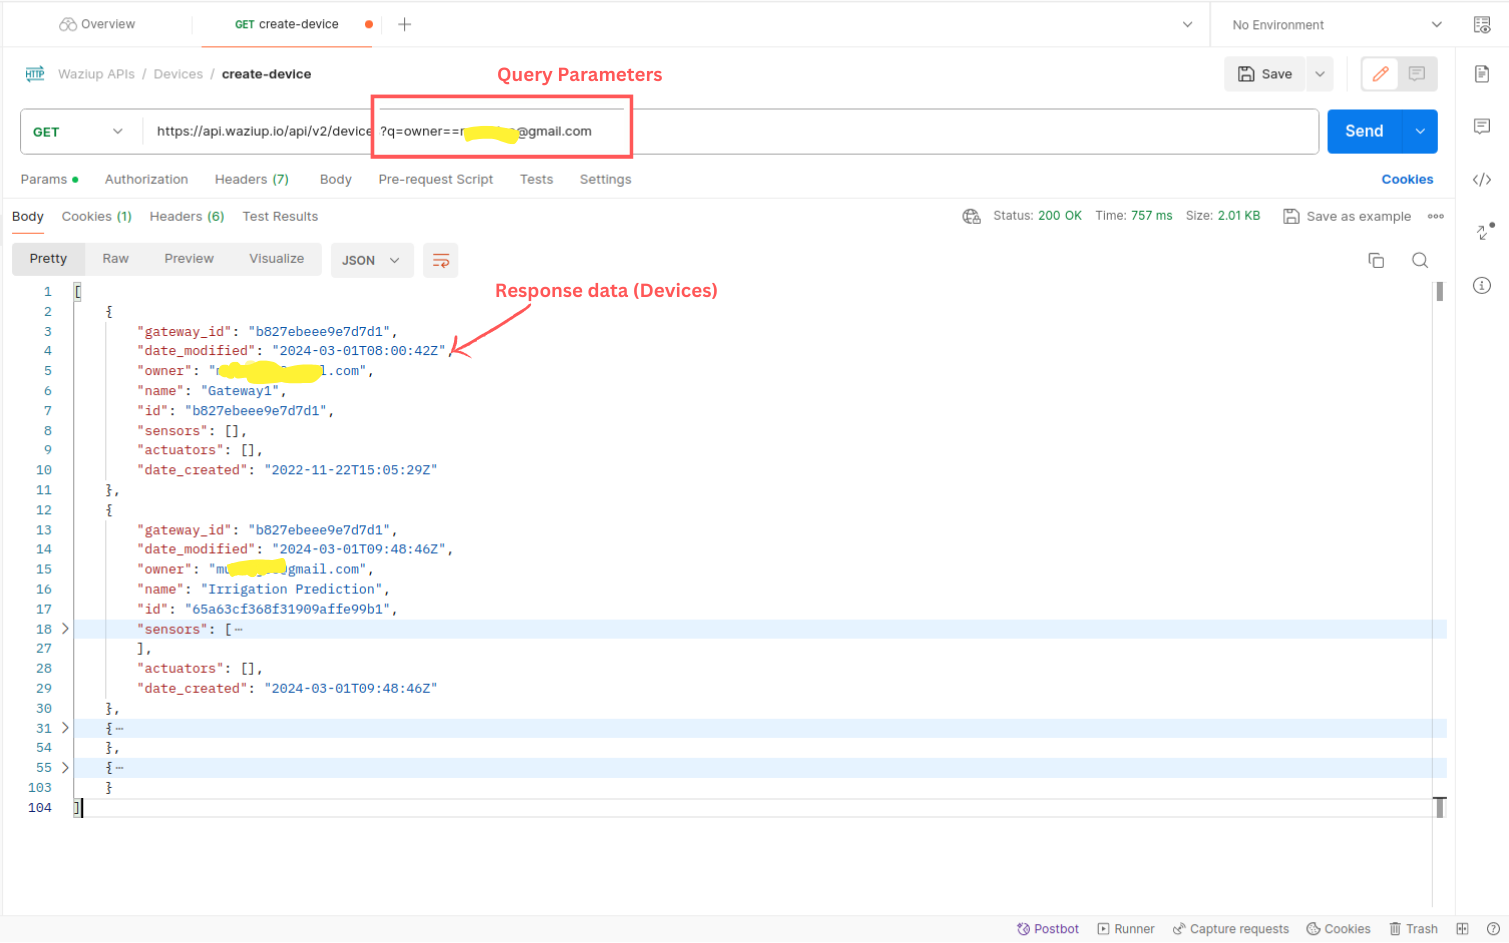 Overview
GET create-device
No Environment
HTTP Waziup APIs / Devices / create-device
Query Parameters
Save
GET
https://api.waziup.io/api/v2/device ?q=owner== @gmail.com
Send
Params
Authorization
Headers (7)
Body
Pre-request Script
Tests
Settings
Cookies
Body
Cookies (1)
Headers (6)
Test Results
Status: 200 OK
Time: 757 ms
Size: 2.01 KB
Save as example
Pretty
Raw
Preview
Visualize
JSON
Response data (Devices)
1 [
2 {
3 "gateway_id": "b827ebeee9e7d7d1",
4 "date_modified": "2024-03-01T08:00:42Z",
5 "owner": " .com",
6 "name": "Gateway1",
7 "id": "b827ebeee9e7d7d1",
8 "sensors": [],
9 "actuators": [],
10 "date_created": "2022-11-22T15:05:29Z"
11 },
12 {
13 "gateway_id": "b827ebeee9e7d7d1",
14 "date_modified": "2024-03-01T09:48:46Z",
15 "owner": " gmail.com",
16 "name": "Irrigation Prediction",
17 "id": "65a63cf368f31909affe99b1",
18 "sensors": [⋯
27 ],
28 "actuators": [],
29 "date_created": "2024-03-01T09:48:46Z"
30 },
31 {⋯
54 },
55 {⋯
103 }
104 ]
Postbot
Runner
Capture requests
Cookies
Trash